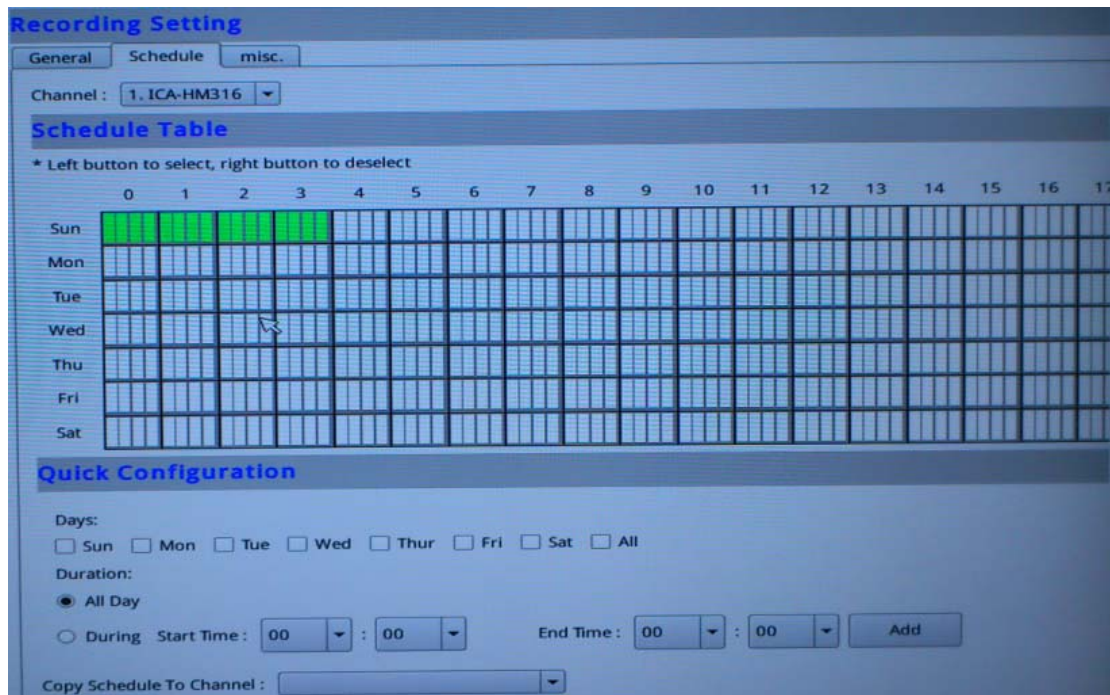 Recording Setting
General Schedule misc.
Channel : 1. ICA-HM316
Schedule Table
* Left button to select, right button to deselect
0 1 2 3 4 5 6 7 8 9 10 11 12 13 14 15 16
Sun
Mon
Tue
Wed
Thu
Fri
Sat
Quick Configuration
Days:
Sun Mon Tue Wed Thur Fri Sat All
Duration:
All Day
During Start Time : 00 : 00 End Time : 00 : 00 Add
Copy Schedule To Channel :